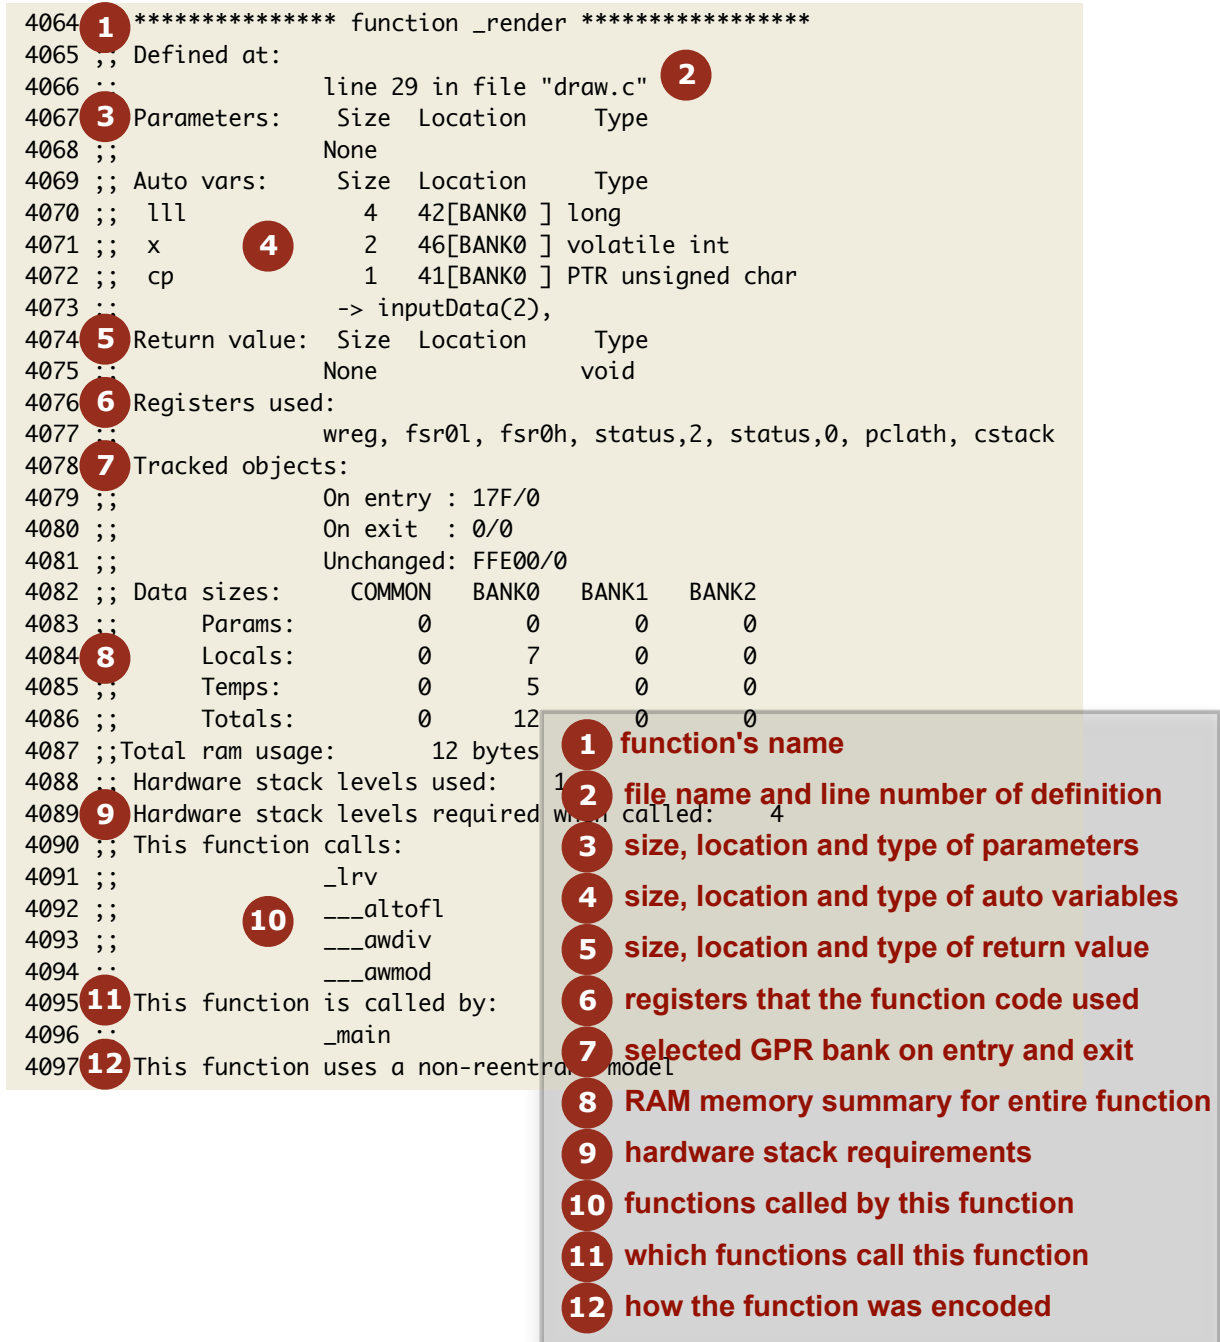 4064 1 *************** function _render *****************
4065 ;; Defined at:
4066 ;; line 29 in file "draw.c" 2
4067 3 Parameters: Size Location Type
4068 ;; None
4069 ;; Auto vars: Size Location Type
4070 ;; lll 4 42[BANK0 ] long
4071 ;; x 4 2 46[BANK0 ] volatile int
4072 ;; cp 1 41[BANK0 ] PTR unsigned char
4073 ;; -> inputData(2),
4074 5 Return value: Size Location Type
4075 ;; None void
4076 6 Registers used:
4077 ;; wreg, fsr0l, fsr0h, status,2, status,0, pclath, cstack
4078 7 Tracked objects:
4079 ;; On entry : 17F/0
4080 ;; On exit : 0/0
4081 ;; Unchanged: FFE00/0
4082 ;; Data sizes: COMMON BANK0 BANK1 BANK2
4083 ;; Params: 0 0 0 0
4084 8 Locals: 0 7 0 0
4085 ;; Temps: 0 5 0 0
4086 ;; Totals: 0 12 0 0
4087 ;;Total ram usage: 12 bytes
4088 ;; Hardware stack levels used: 1
4089 9 Hardware stack levels required when called: 4
4090 ;; This function calls:
4091 ;; _lrv
4092 ;; 10 ___altofl
4093 ;; ___awdiv
4094 ;; ___awmod
4095 11 This function is called by:
4096 ;; _main
4097 12 This function uses a non-reentrant model
1 function's name
2 file name and line number of definition
3 size, location and type of parameters
4 size, location and type of auto variables
5 size, location and type of return value
6 registers that the function code used
7 selected GPR bank on entry and exit
8 RAM memory summary for entire function
9 hardware stack requirements
10 functions called by this function
11 which functions call this function
12 how the function was encoded